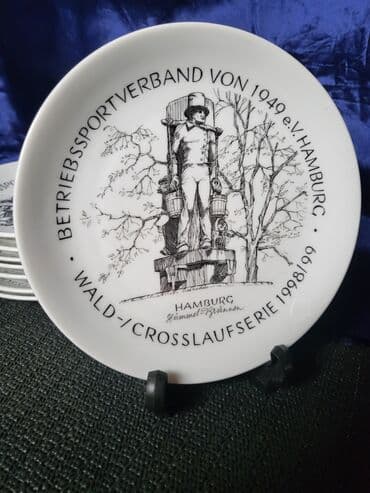 BETRIEBSSPORTVERBAND VON 1949 e.V. HAMBURG
· WALD-/CROSSLAUFSERIE 1998/99 ·
HAMBURG
Hummel-Brunnen